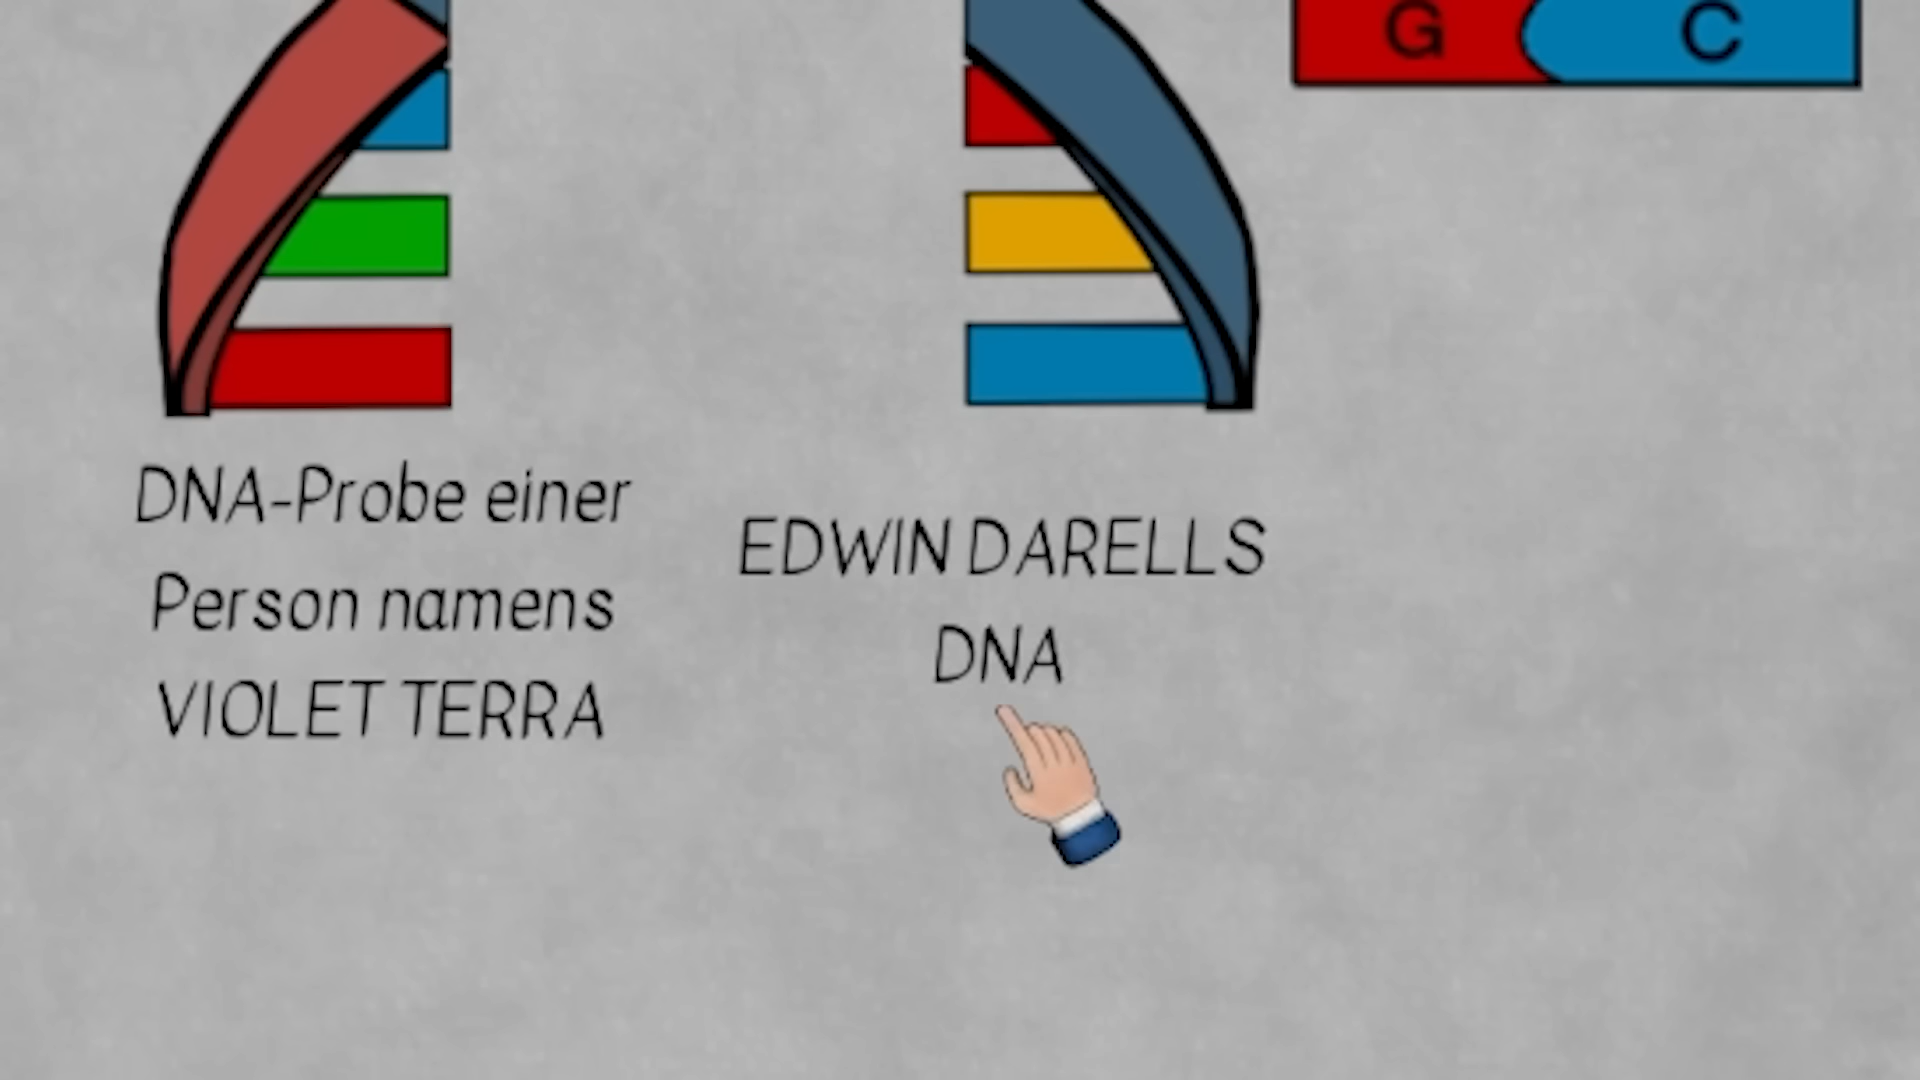 G C
DNA-Probe einer
Person namens
VIOLET TERRA
EDWIN DARELLS
DNA